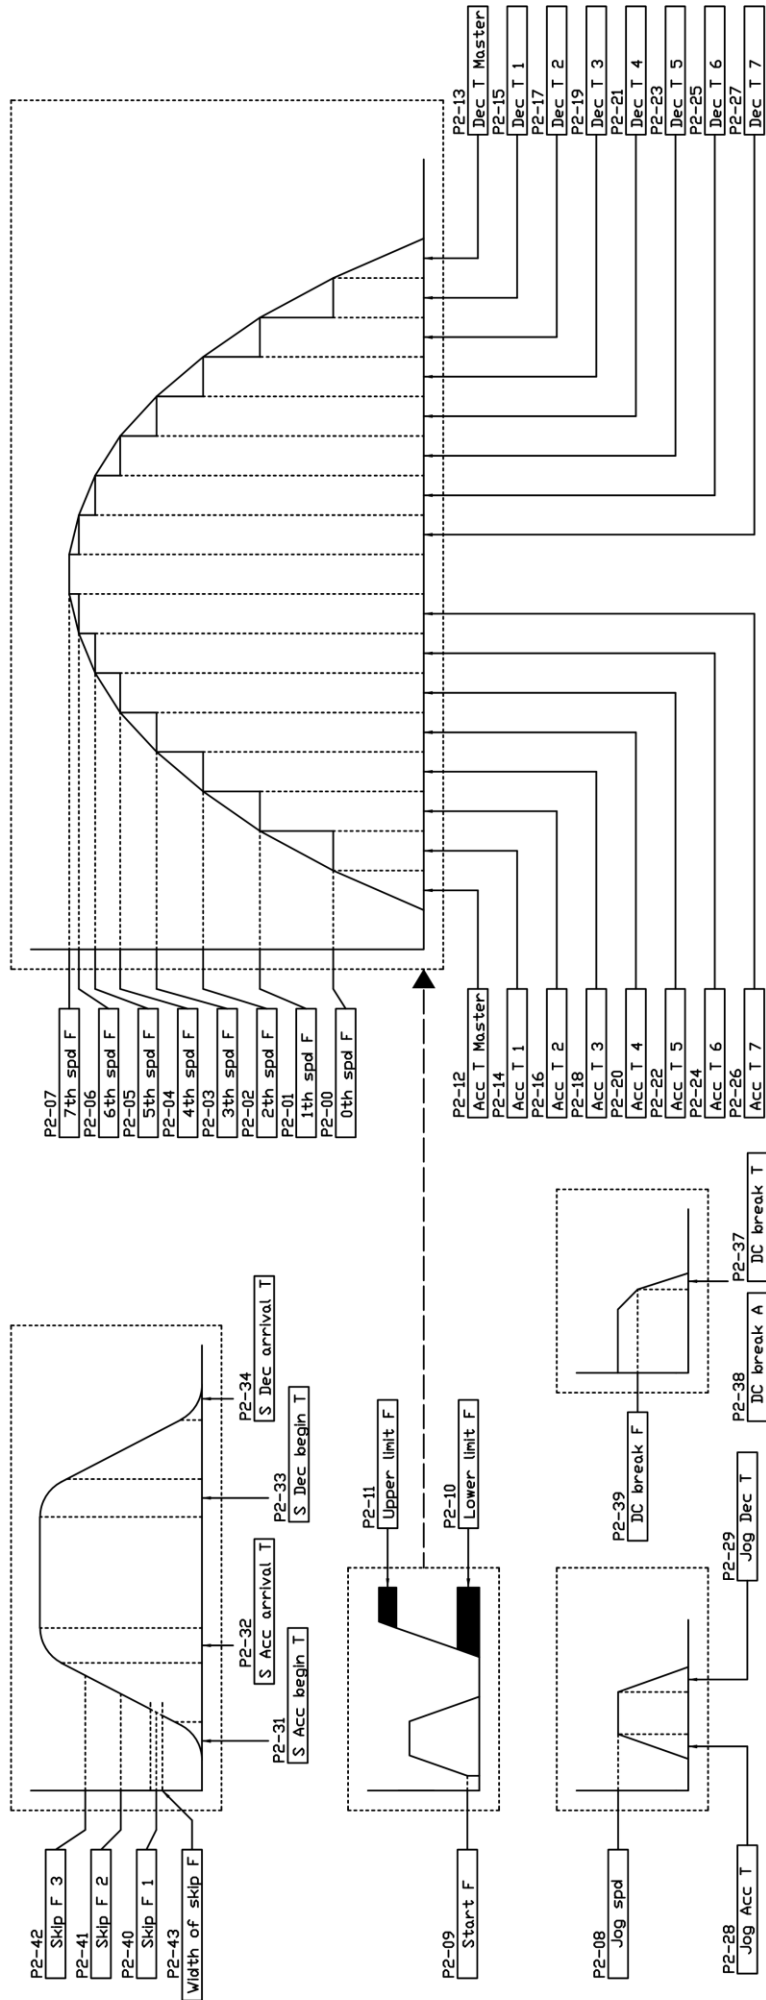 P2-42
Skip F 3
P2-41
Skip F 2
P2-40
Skip F 1
P2-43
Width of skip F
P2-31
S Acc begin T
P2-32
S Acc arrival T
P2-33
S Dec begin T
P2-34
S Dec arrival T
P2-07
7th spd F
P2-06
6th spd F
P2-05
5th spd F
P2-04
4th spd F
P2-03
3th spd F
P2-02
2th spd F
P2-01
1th spd F
P2-00
0th spd F
P2-09
Start F
P2-11
Upper limit F
P2-10
Lower limit F
P2-12
Acc T Master
P2-14
Acc T 1
P2-16
Acc T 2
P2-18
Acc T 3
P2-20
Acc T 4
P2-22
Acc T 5
P2-24
Acc T 6
P2-26
Acc T 7
P2-13
Dec T Master
P2-15
Dec T 1
P2-17
Dec T 2
P2-19
Dec T 3
P2-21
Dec T 4
P2-23
Dec T 5
P2-25
Dec T 6
P2-27
Dec T 7
P2-08
Jog spd
P2-28
Jog Acc T
P2-29
Jog Dec T
P2-39
DC break F
P2-38
DC break A
P2-37
DC break T